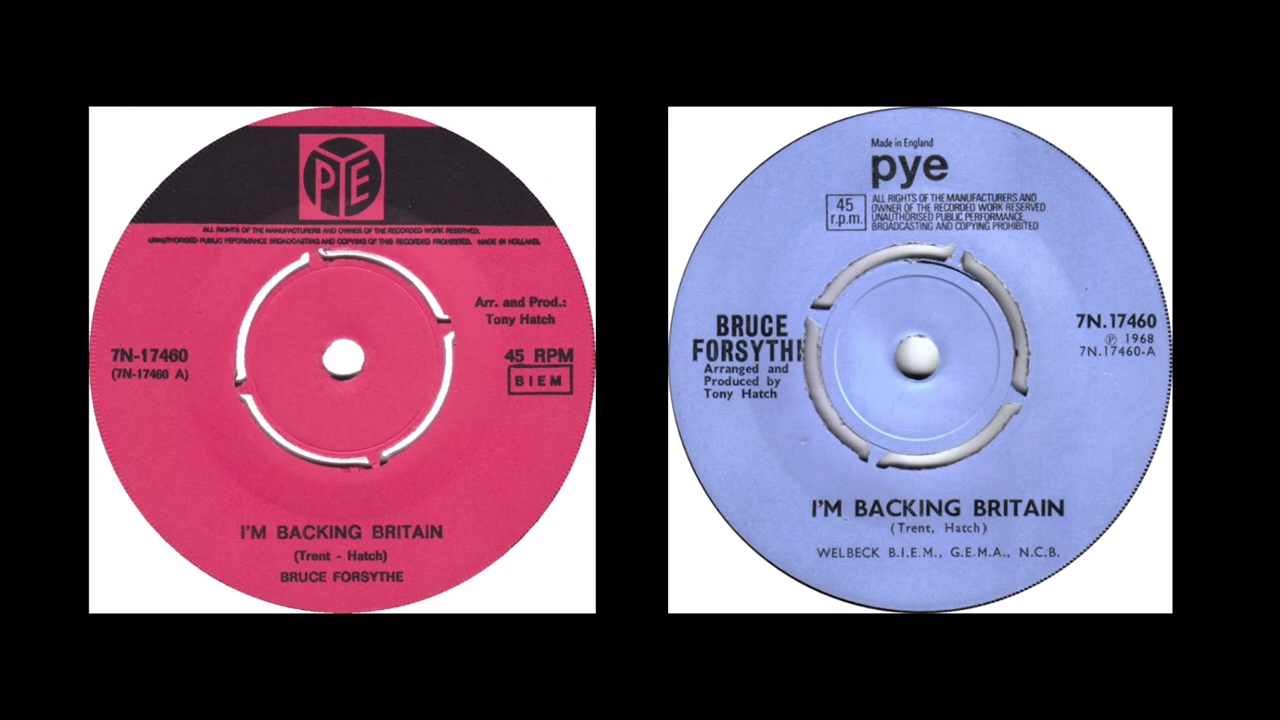 PYE
ALL RIGHTS OF THE MANUFACTURERS AND OWNER OF THE RECORDED WORK RESERVED.
UNAUTHORISED PUBLIC PERFORMANCE BROADCASTING AND COPYING OF THIS RECORDED PROHIBITED. MADE IN HOLLAND.
Arr. and Prod.:
Tony Hatch
7N-17460
(7N-17460 A)
45 RPM
BIEM
I'M BACKING BRITAIN
(Trent - Hatch)
BRUCE FORSYTHE
Made in England
pye
45
r.p.m.
ALL RIGHTS OF THE MANUFACTURERS AND
OWNER OF THE RECORDED WORK RESERVED
UNAUTHORISED PUBLIC PERFORMANCE,
BROADCASTING AND COPYING PROHIBITED
BRUCE
FORSYTHE
Arranged and
Produced by
Tony Hatch
7N.17460
Ⓟ 1968
7N.17460-A
I'M BACKING BRITAIN
(Trent, Hatch)
WELBECK B.I.E.M., G.E.M.A., N.C.B.